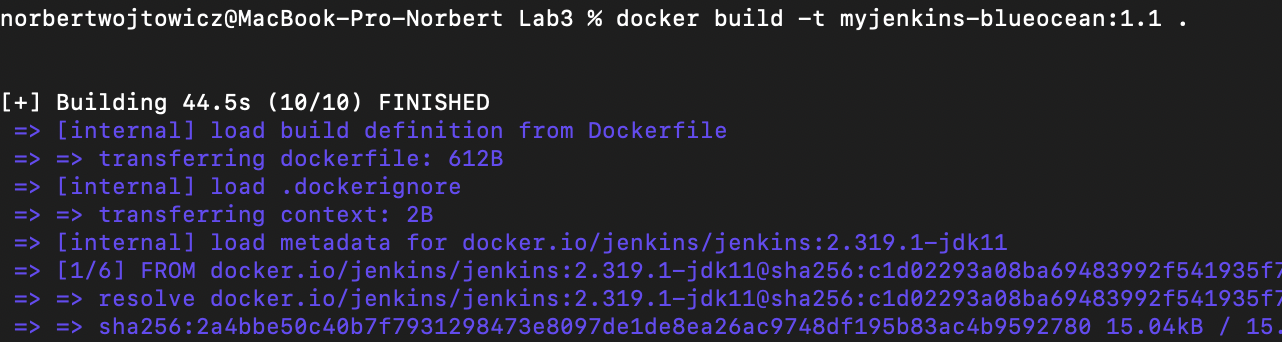 norbertwojtowicz@MacBook-Pro-Norbert Lab3 % docker build -t myjenkins-blueocean:1.1 .
[+] Building 44.5s (10/10) FINISHED
=> [internal] load build definition from Dockerfile
=> => transferring dockerfile: 612B
=> [internal] load .dockerignore
=> => transferring context: 2B
=> [internal] load metadata for docker.io/jenkins/jenkins:2.319.1-jdk11
=> [1/6] FROM docker.io/jenkins/jenkins:2.319.1-jdk11@sha256:c1d02293a08ba69483992f541935f7
=> => resolve docker.io/jenkins/jenkins:2.319.1-jdk11@sha256:c1d02293a08ba69483992f541935f7
=> => sha256:2a4bbe50c40b7f7931298473e8097de1de8ea26ac9748df195b83ac4b9592780 15.04kB / 15.